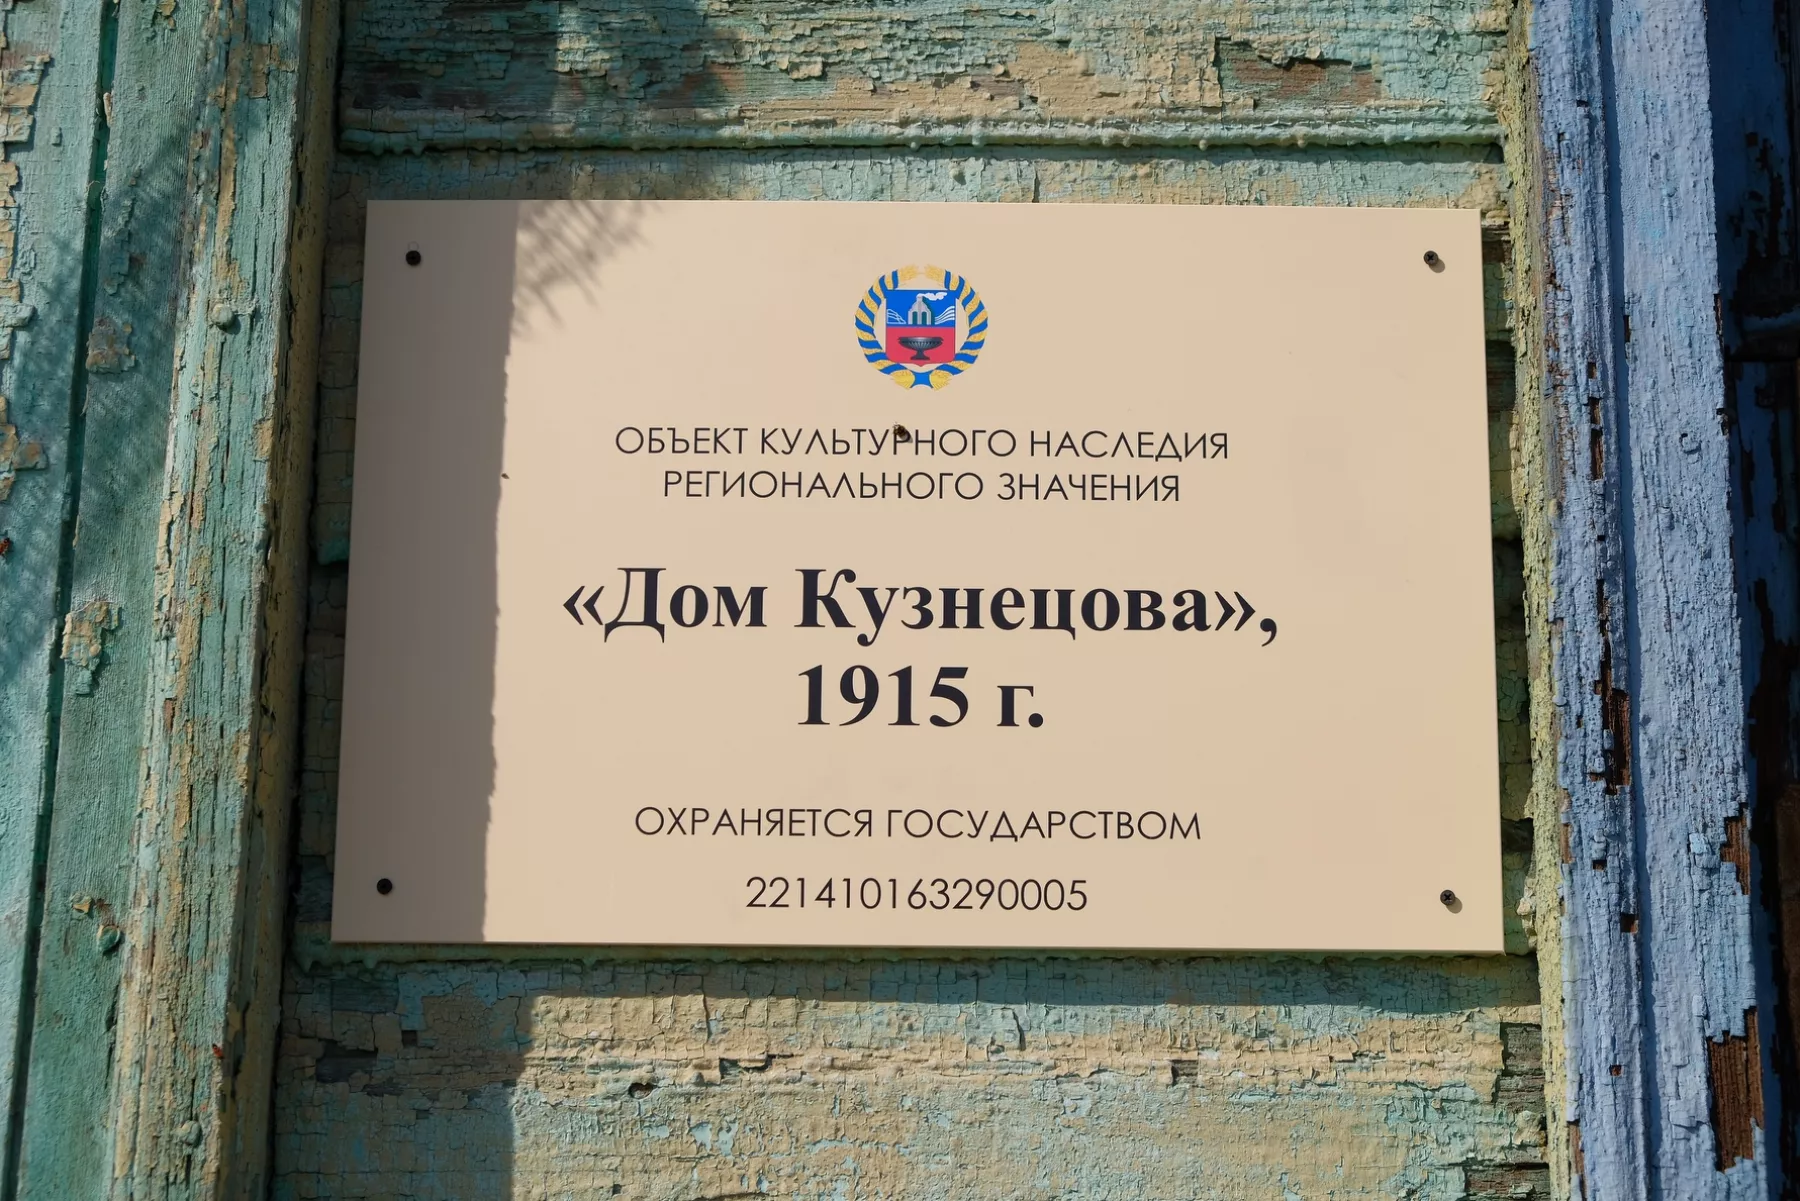 ОБЪЕКТ КУЛЬТУРНОГО НАСЛЕДИЯ
РЕГИОНАЛЬНОГО ЗНАЧЕНИЯ
«Дом Кузнецова»,
1915 г.
ОХРАНЯЕТСЯ ГОСУДАРСТВОМ
221410163290005